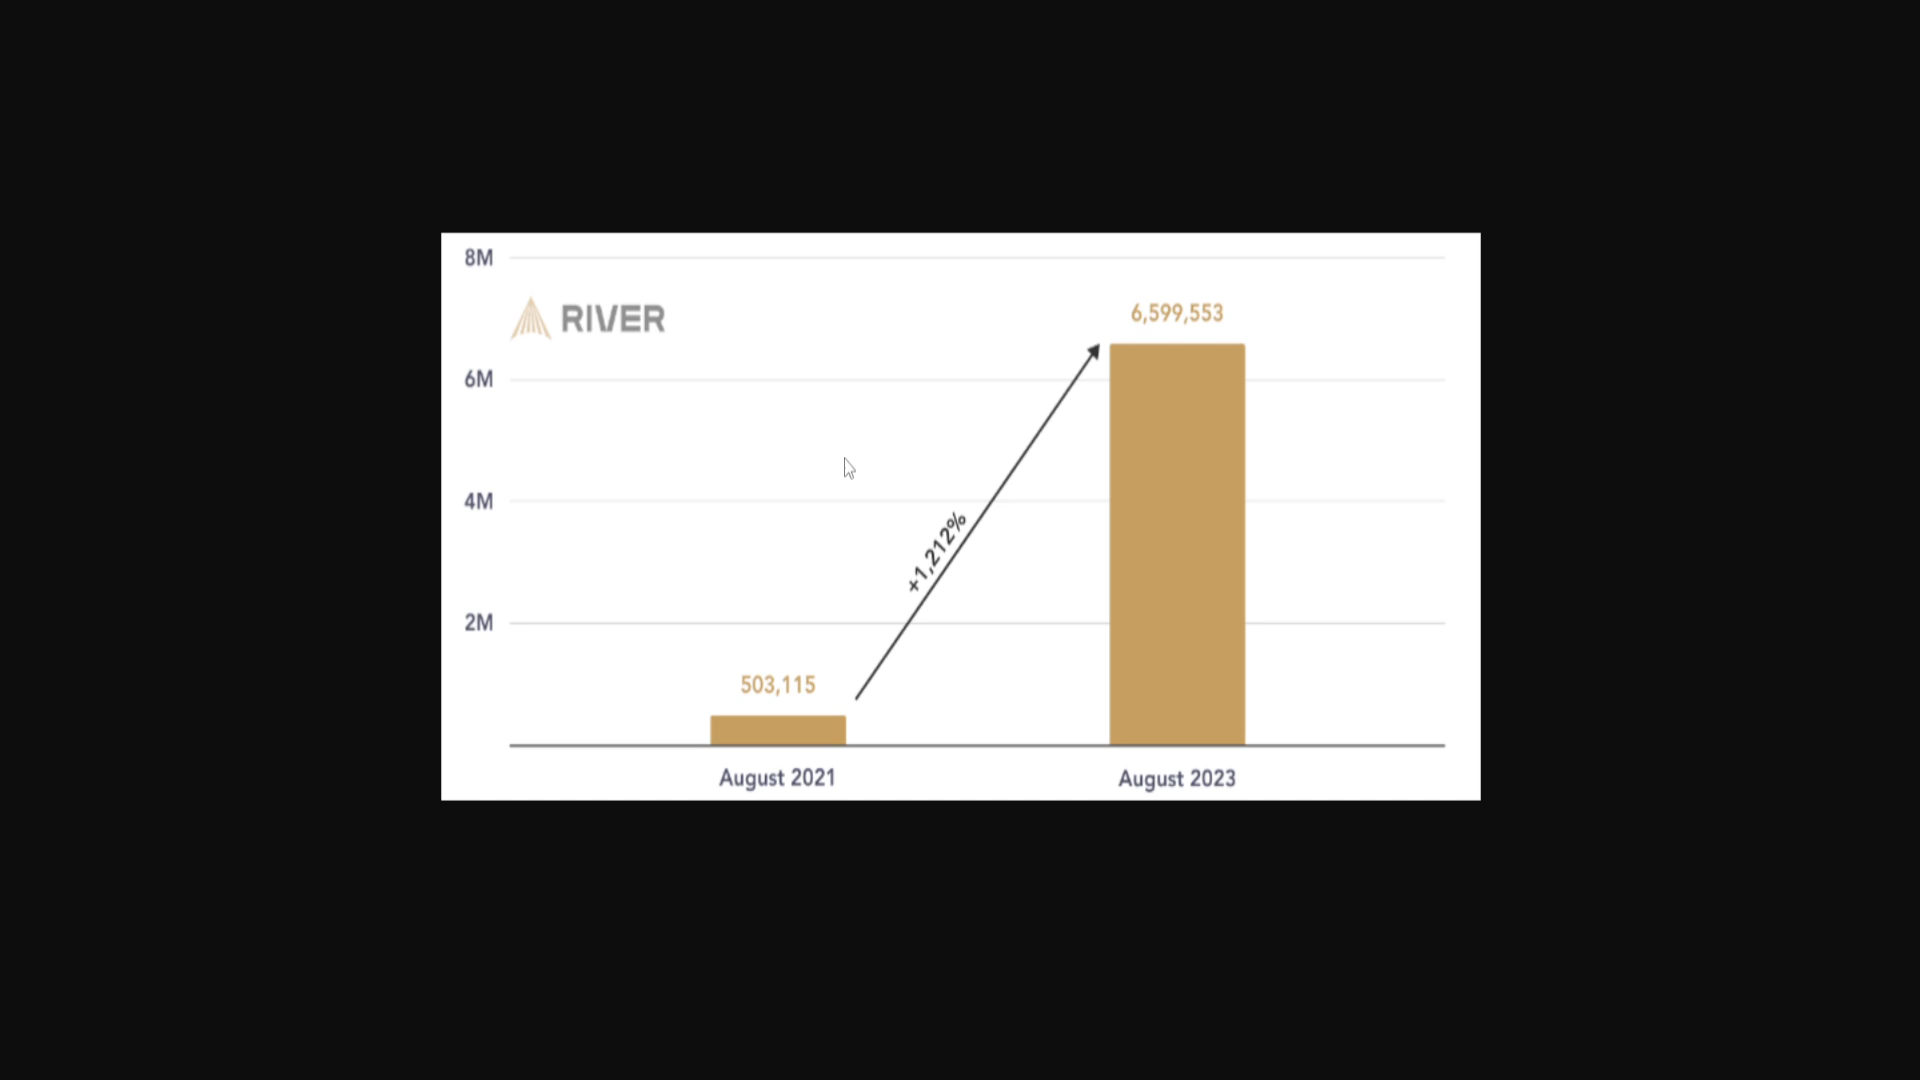 8M
RIVER
6,599,553
6M
4M
+1,212%
2M
503,115
August 2021
August 2023